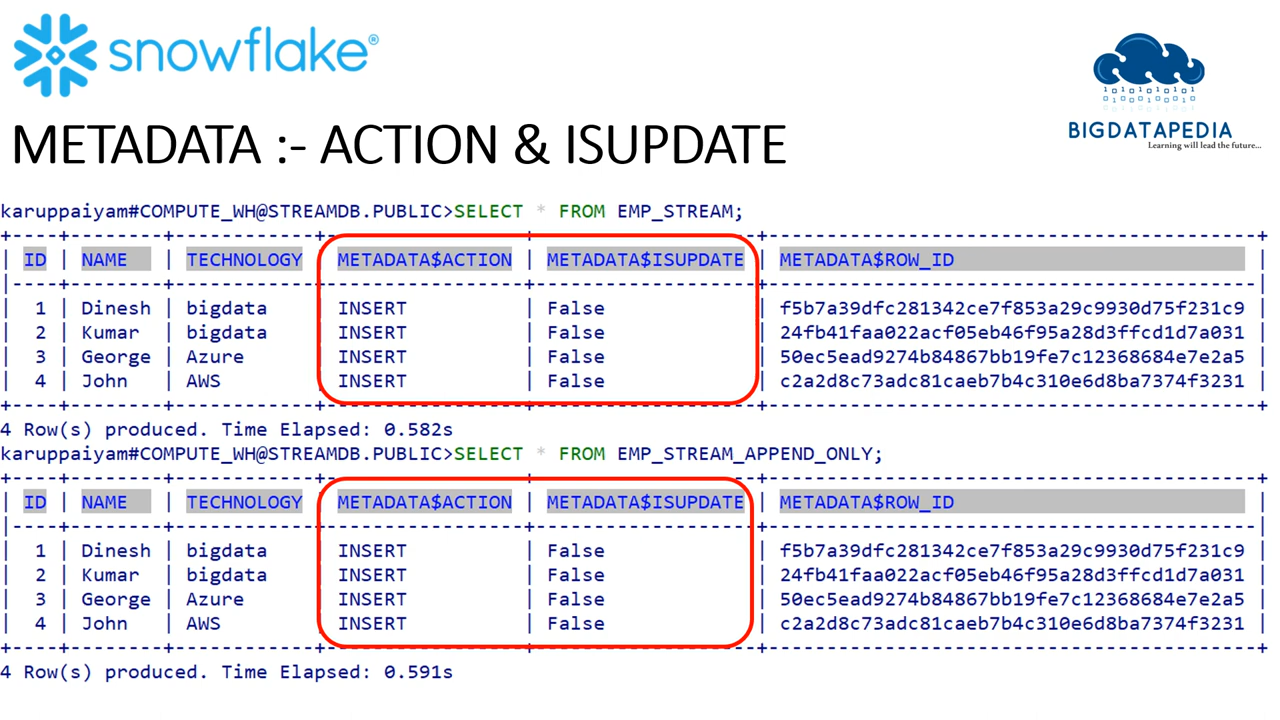 snowflake®
BIGDATAPEDIA
Learning will lead the future...
METADATA :- ACTION & ISUPDATE
karuppaiyam#COMPUTE_WH@STREAMDB.PUBLIC>SELECT * FROM EMP_STREAM;
+----+---------+------------+-----------------+-------------------+------------------------------------------+
| ID | NAME | TECHNOLOGY | METADATA$ACTION | METADATA$ISUPDATE | METADATA$ROW_ID |
|----+---------+------------+-----------------+-------------------+------------------------------------------|
| 1 | Dinesh | bigdata | INSERT | False | f5b7a39dfc281342ce7f853a29c9930d75f231c9
| 2 | Kumar | bigdata | INSERT | False | 24fb41faa022acf05eb46f95a28d3ffcd1d7a031
| 3 | George | Azure | INSERT | False | 50ec5ead9274b84867bb19fe7c12368684e7e2a5
| 4 | John | AWS | INSERT | False | c2a2d8c73adc81caeb7b4c310e6d8ba7374f3231
+----+---------+------------+-----------------+-------------------+------------------------------------------+
4 Row(s) produced. Time Elapsed: 0.582s
karuppaiyam#COMPUTE_WH@STREAMDB.PUBLIC>SELECT * FROM EMP_STREAM_APPEND_ONLY;
+----+---------+------------+-----------------+-------------------+------------------------------------------+
| ID | NAME | TECHNOLOGY | METADATA$ACTION | METADATA$ISUPDATE | METADATA$ROW_ID |
|----+---------+------------+-----------------+-------------------+------------------------------------------|
| 1 | Dinesh | bigdata | INSERT | False | f5b7a39dfc281342ce7f853a29c9930d75f231c9
| 2 | Kumar | bigdata | INSERT | False | 24fb41faa022acf05eb46f95a28d3ffcd1d7a031
| 3 | George | Azure | INSERT | False | 50ec5ead9274b84867bb19fe7c12368684e7e2a5
| 4 | John | AWS | INSERT | False | c2a2d8c73adc81caeb7b4c310e6d8ba7374f3231
+----+---------+------------+-----------------+-------------------+------------------------------------------+
4 Row(s) produced. Time Elapsed: 0.591s